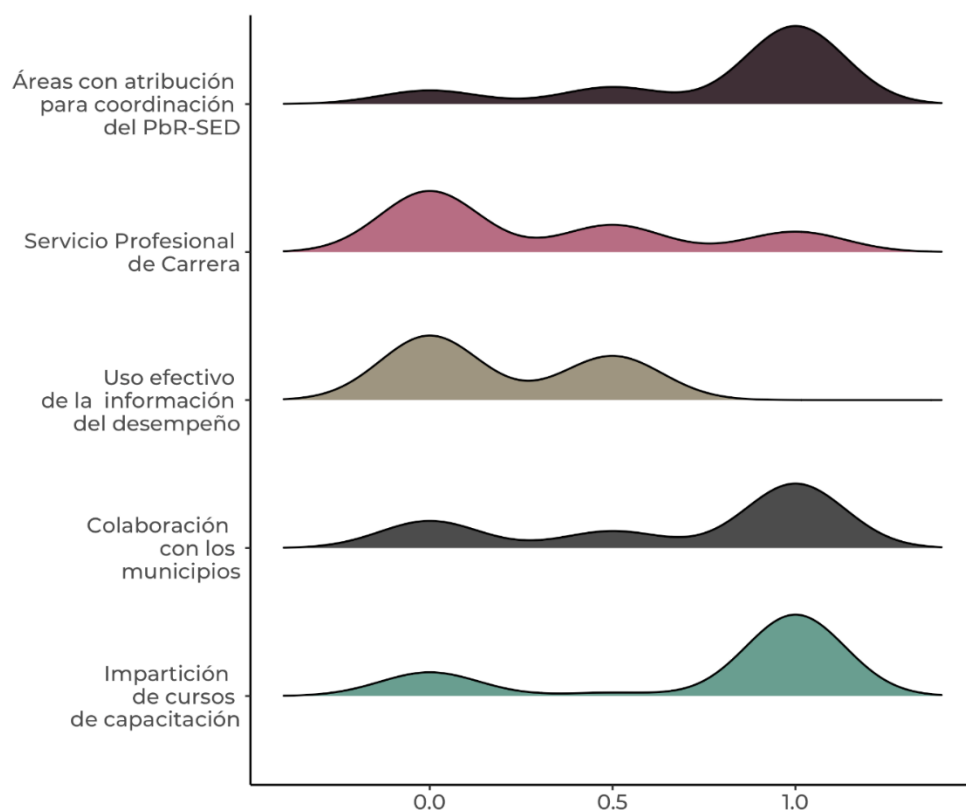 Áreas con atribución
para coordinación
del PbR-SED
Servicio Profesional
de Carrera
Uso efectivo
de la información
del desempeño
Colaboración
con los
municipios
Impartición
de cursos
de capacitación
0.0 0.5 1.0